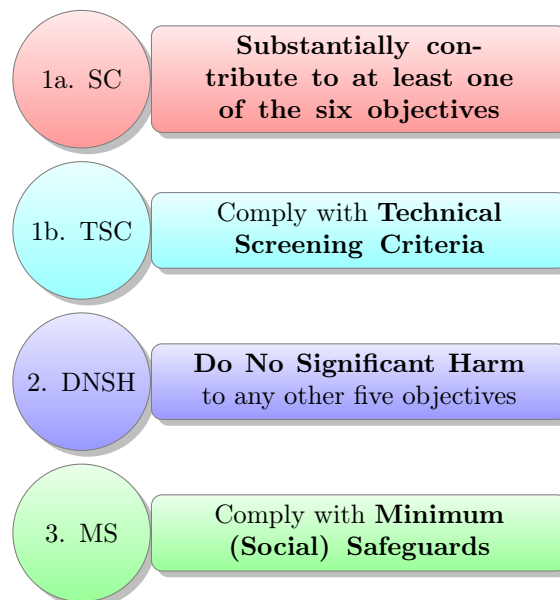 1a. SC
Substantially con-
tribute to at least one
of the six objectives
1b. TSC
Comply with Technical
Screening Criteria
2. DNSH
Do No Significant Harm
to any other five objectives
3. MS
Comply with Minimum
(Social) Safeguards